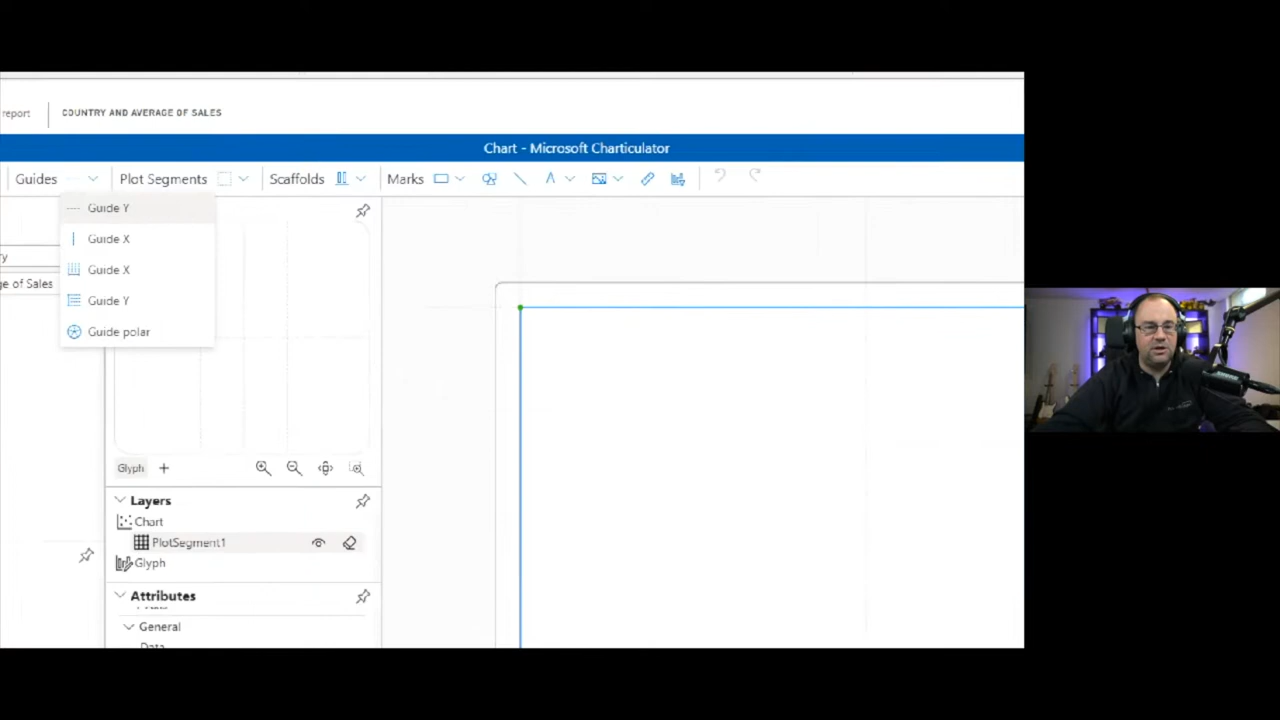 report
COUNTRY AND AVERAGE OF SALES
Chart - Microsoft Charticulator
Guides
Plot Segments
Scaffolds
Marks
Guide Y
Guide X
Guide X
Guide Y
Guide polar
ry
ge of Sales
Glyph
Layers
Chart
PlotSegment1
Glyph
Attributes
General